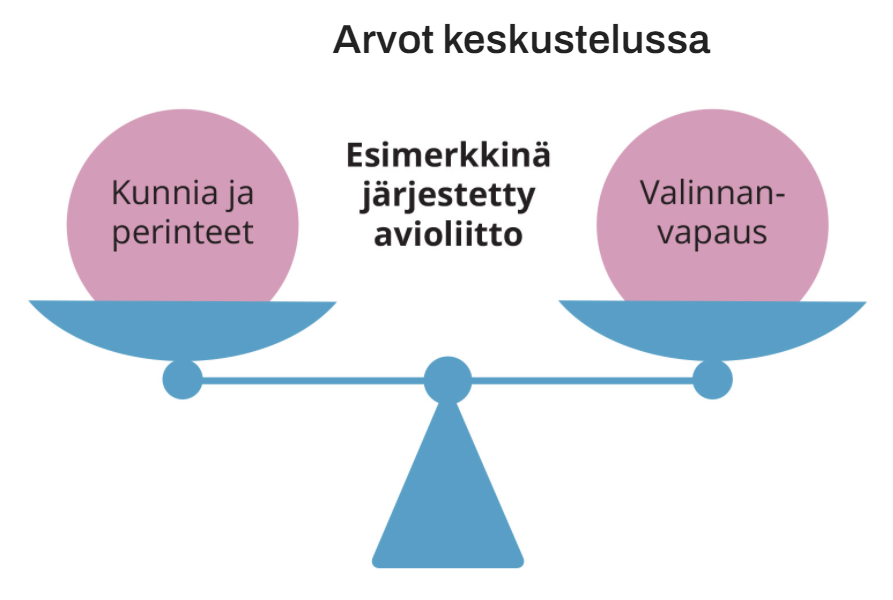 Arvot keskustelussa
Kunnia ja
perinteet
Esimerkkinä
järjestetty
avioliitto
Valinnan-
vapaus